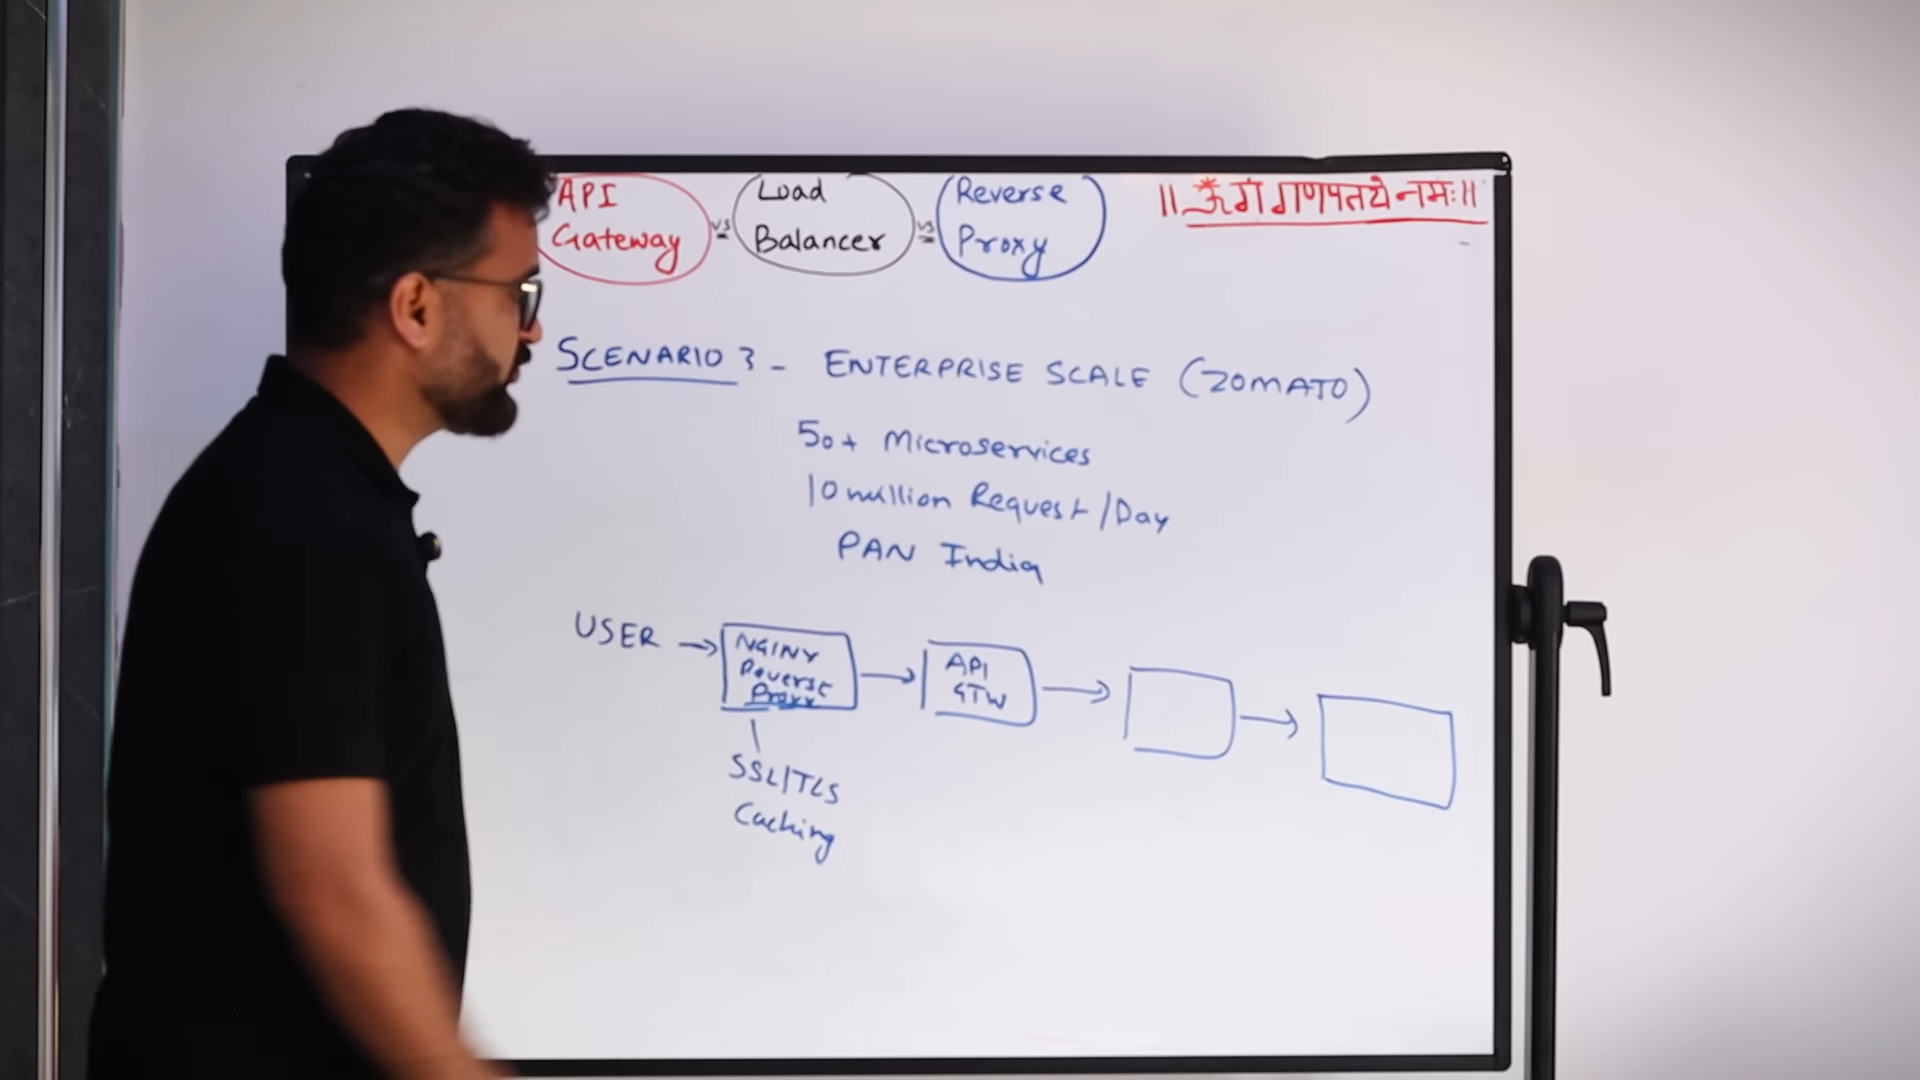 API
Gateway
vs
Load
Balancer
vs
Reverse
Proxy
॥ ॐ गं गणपतये नमः॥
SCENARIO 3 - ENTERPRISE SCALE (ZOMATO)
50+ Microservices
10 million Request/Day
PAN India
USER
NGINX
Reverse
Proxy
API
GTW
SSL/TLS
Caching